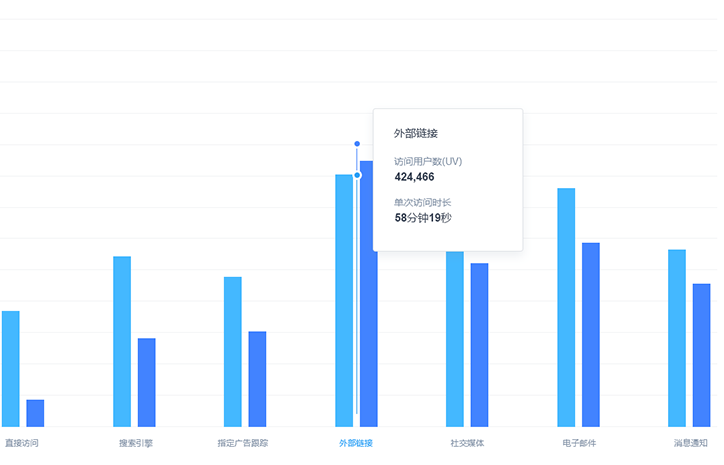 外部链接
访问用户数(UV)
424,466
单次访问时长
58分钟19秒
直接访问
搜索引擎
指定广告跟踪
外部链接
社交媒体
电子邮件
消息通知